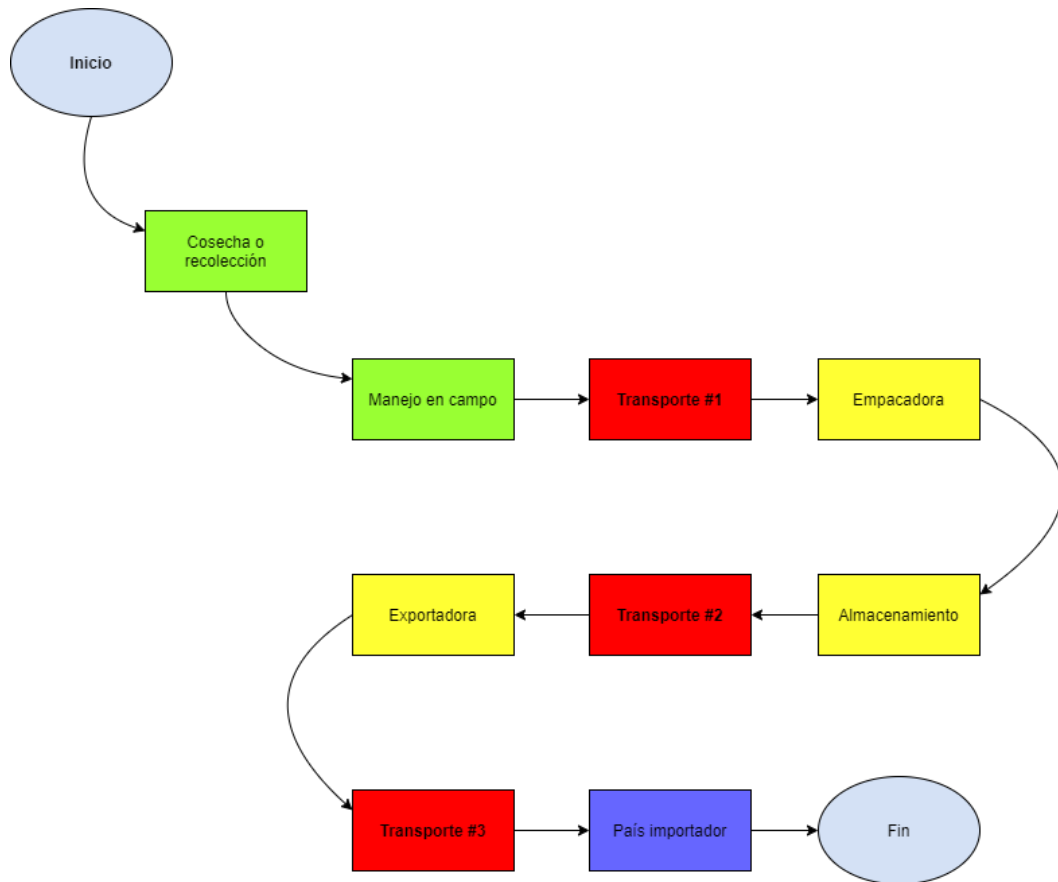 Inicio
Cosecha o
recolección
Manejo en campo
Transporte #1
Empacadora
Almacenamiento
Transporte #2
Exportadora
Transporte #3
País importador
Fin